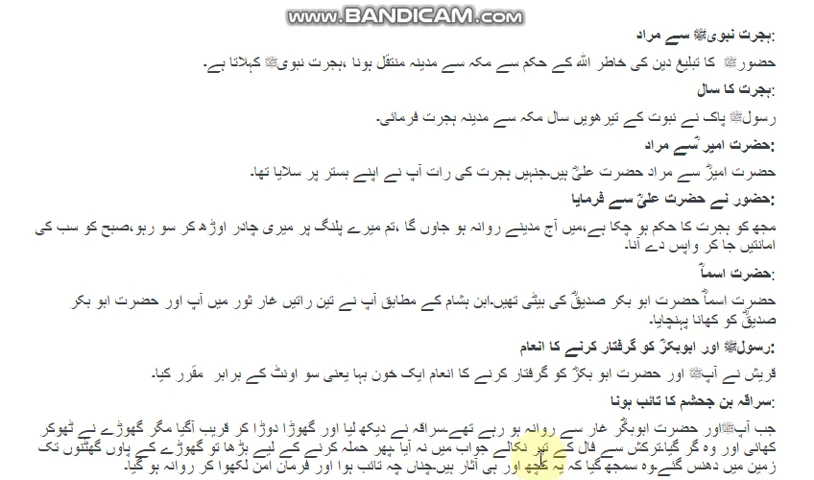 www.BANDICAM.com
ہجرت نبویﷺ سے مراد:
حضورﷺ کا تبلیغ دین کی خاطر اللہ کے حکم سے مکہ سے مدینہ منتقل ہونا ،ہجرت نبویﷺ کہلاتا ہے۔
ہجرت کا سال:
رسولﷺ پاک نے نبوت کے تیرھویں سال مکہ سے مدینہ ہجرت فرمائی۔
حضرت امیر ؓسے مراد:
حضرت امیرؓ سے مراد حضرت علیؓ ہیں۔جنہیں ہجرت کی رات آپ نے اپنے بستر پر سلایا تھا۔
حضور نے حضرت علیؓ سے فرمایا:
مجھ کو ہجرت کا حکم ہو چکا ہے،میں آج مدینے روانہ ہو جاوں گا ،تم میرے پلنگ پر میری چادر اوڑھ کر سو رہو،صبح کو سب کی
امانتیں جا کر واپس دے آنا۔
حضرت اسماؓ:
حضرت اسماؓ حضرت ابو بکر صدیقؓ کی بیٹی تھیں۔ابن ہشام کے مطابق آپ نے تین راتیں غار ثور میں آپ اور حضرت ابو بکر
صدیقؓ کو کھانا پہنچایا۔
رسولﷺ اور ابوبکرؓ کو گرفتار کرنے کا انعام:
قریش نے آپﷺ اور حضرت ابو بکرؓ کو گرفتار کرنے کا انعام ایک خون بہا یعنی سو اونٹ کے برابر مقرر کیا۔
سراقہ بن جحشم کا تائب ہونا:
جب آپﷺاور حضرت ابوبکرؓ غار سے روانہ ہو رہے تھے۔سراقہ نے دیکھ لیا اور گھوڑا دوڑا کر قریب آگیا مگر گھوڑے نے ٹھوکر
کھائی اور وہ گر گیا۔ترکش سے فال کے تیر نکالے جواب میں نہ آیا ۔پھر حملہ کرنے کے لیے بڑھا تو گھوڑے کے پاوں گھٹنوں تک
زمین میں دھنس گئے۔وہ سمجھ گیا کہ یہ کچھ اور ہی آثار ہیں۔چناں چہ تائب ہوا اور فرمان امن لکھوا کر روانہ ہو گیا۔